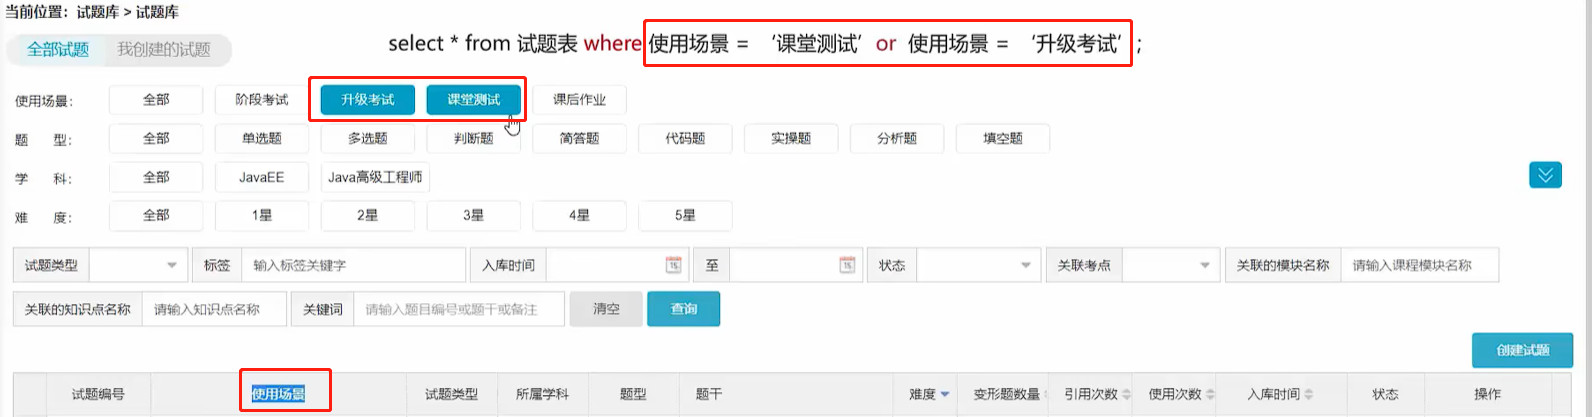 当前位置：试题库 > 试题库
全部试题 我创建的试题
select * from 试题表 where 使用场景 = ‘课堂测试’ or 使用场景 = ‘升级考试’ ;
使用场景: 全部 阶段考试 升级考试 课堂测试 课后作业
题 型: 全部 单选题 多选题 判断题 简答题 代码题 实操题 分析题 填空题
学 科: 全部 JavaEE Java高级工程师
难 度: 全部 1星 2星 3星 4星 5星
试题类型 标签 输入标签关键字 入库时间 15 至 15 状态 关联考点 关联的模块名称 请输入课程模块名称
关联的知识点名称 请输入知识点名称 关键词 请输入题目编号或题干或备注 清空 查询
创建试题
试题编号 使用场景 试题类型 所属学科 题型 题干 难度 变形题数量 引用次数 使用次数 入库时间 状态 操作